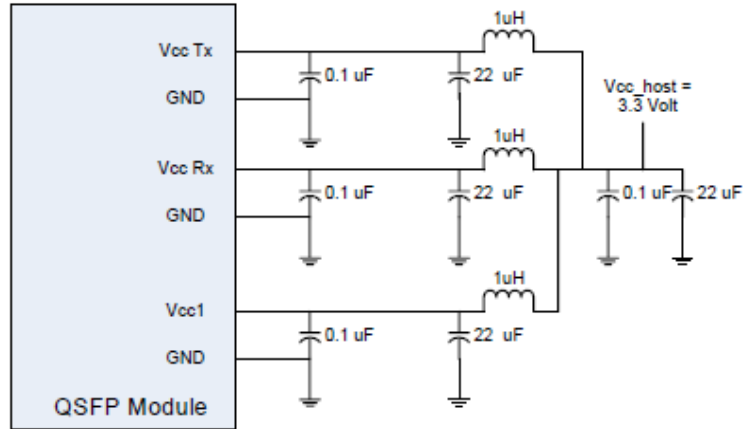 1uH
Vcc Tx
0.1 uF
22 uF
GND
Vcc_host =
3.3 Volt
1uH
Vcc Rx
0.1 uF
22 uF
0.1 uF
22 uF
GND
1uH
Vcc1
0.1 uF
22 uF
GND
QSFP Module